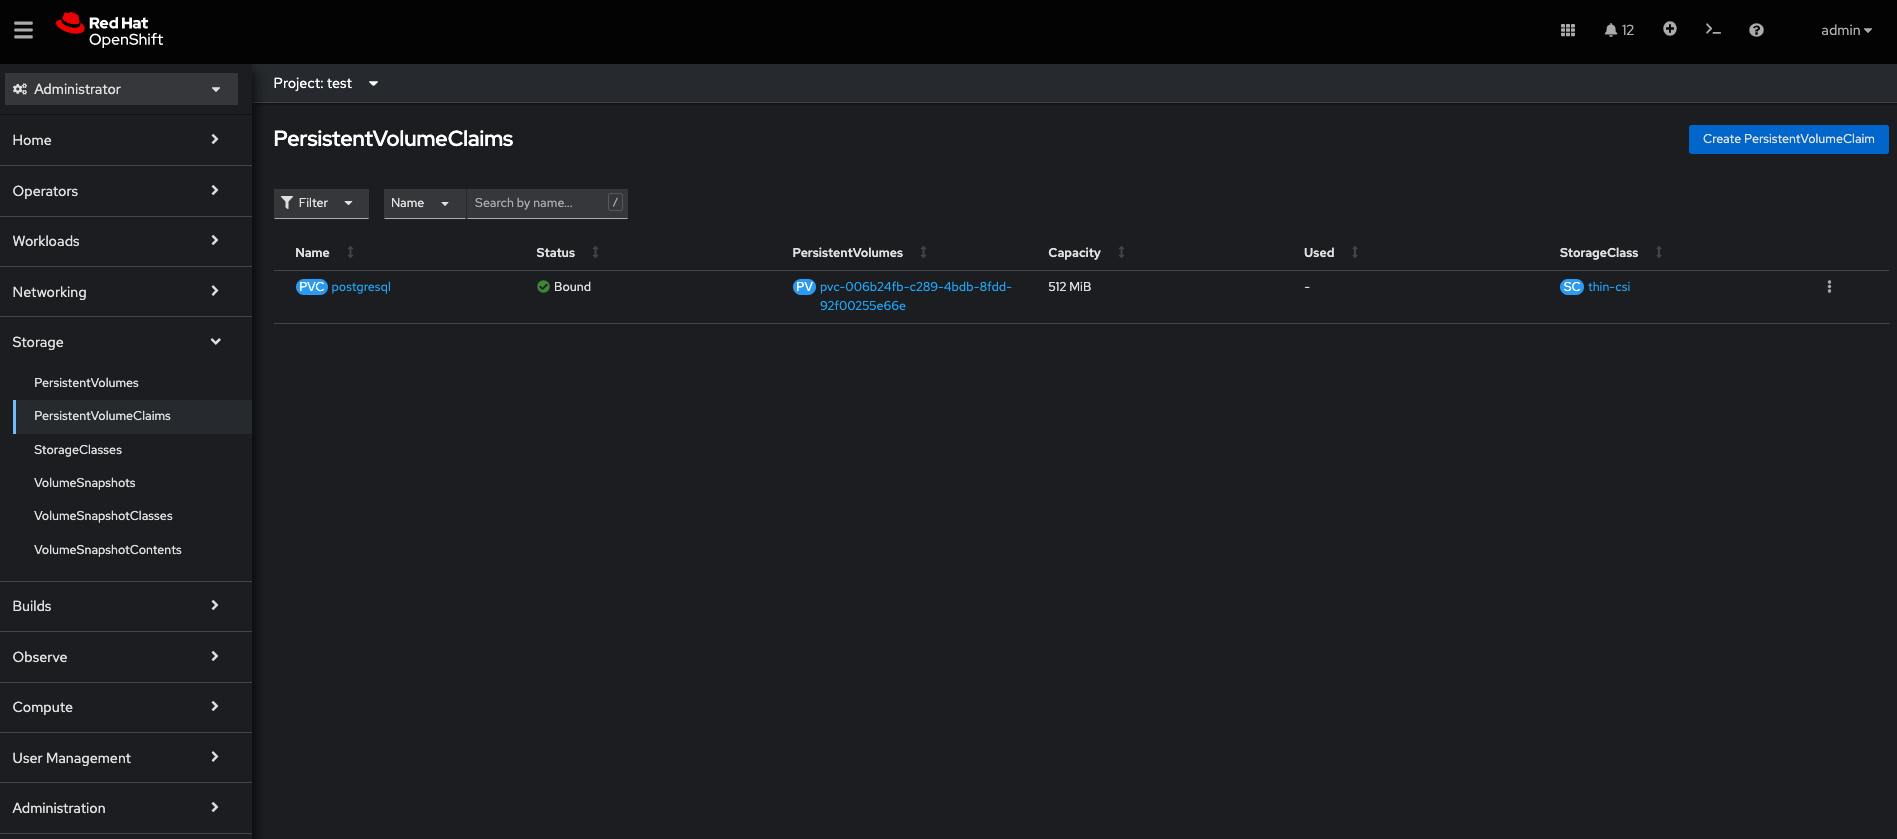 Red Hat
OpenShift
12
admin
Administrator
Project: test
Home
Operators
Workloads
Networking
Storage
PersistentVolumes
PersistentVolumeClaims
StorageClasses
VolumeSnapshots
VolumeSnapshotClasses
VolumeSnapshotContents
Builds
Observe
Compute
User Management
Administration
PersistentVolumeClaims
Create PersistentVolumeClaim
Filter Name Search by name... /
Name Status PersistentVolumes Capacity Used StorageClass
PVC postgresql Bound PV pvc-006b24fb-c289-4bdb-8fdd- 512 MiB - SC thin-csi
92f00255e66e